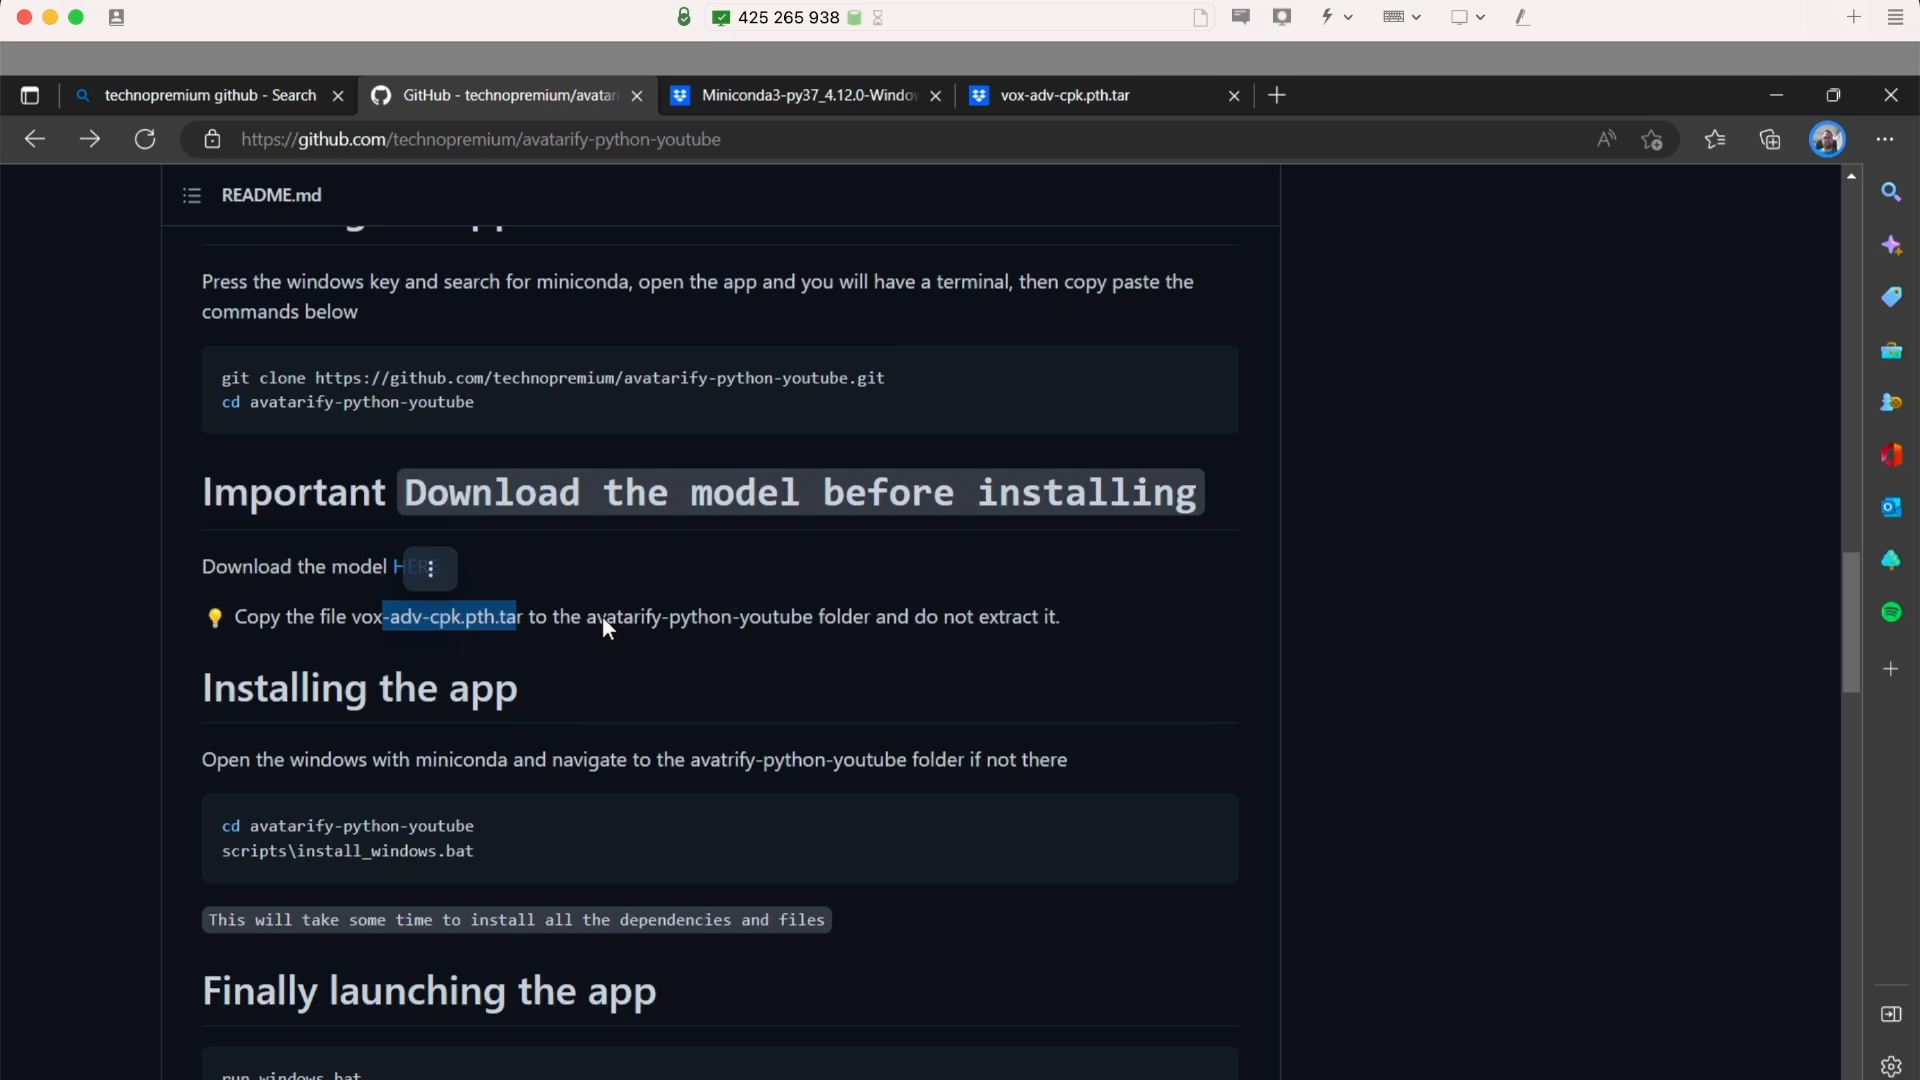 425 265 938
technopremium github - Search
GitHub - technopremium/avatar
Miniconda3-py37_4.12.0-Windo
vox-adv-cpk.pth.tar
https://github.com/technopremium/avatarify-python-youtube
README.md
Press the windows key and search for miniconda, open the app and you will have a terminal, then copy paste the
commands below
git clone https://github.com/technopremium/avatarify-python-youtube.git
cd avatarify-python-youtube
Important Download the model before installing
Download the model HERE
💡 Copy the file vox-adv-cpk.pth.tar to the avatarify-python-youtube folder and do not extract it.
Installing the app
Open the windows with miniconda and navigate to the avatrify-python-youtube folder if not there
cd avatarify-python-youtube
scripts\install_windows.bat
This will take some time to install all the dependencies and files
Finally launching the app
run_windows.bat